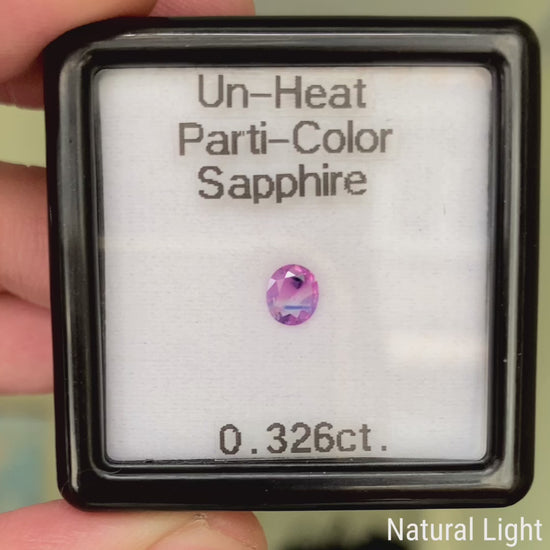 Un-Heat
Parti-Color
Sapphire
0.326ct.
Natural Light